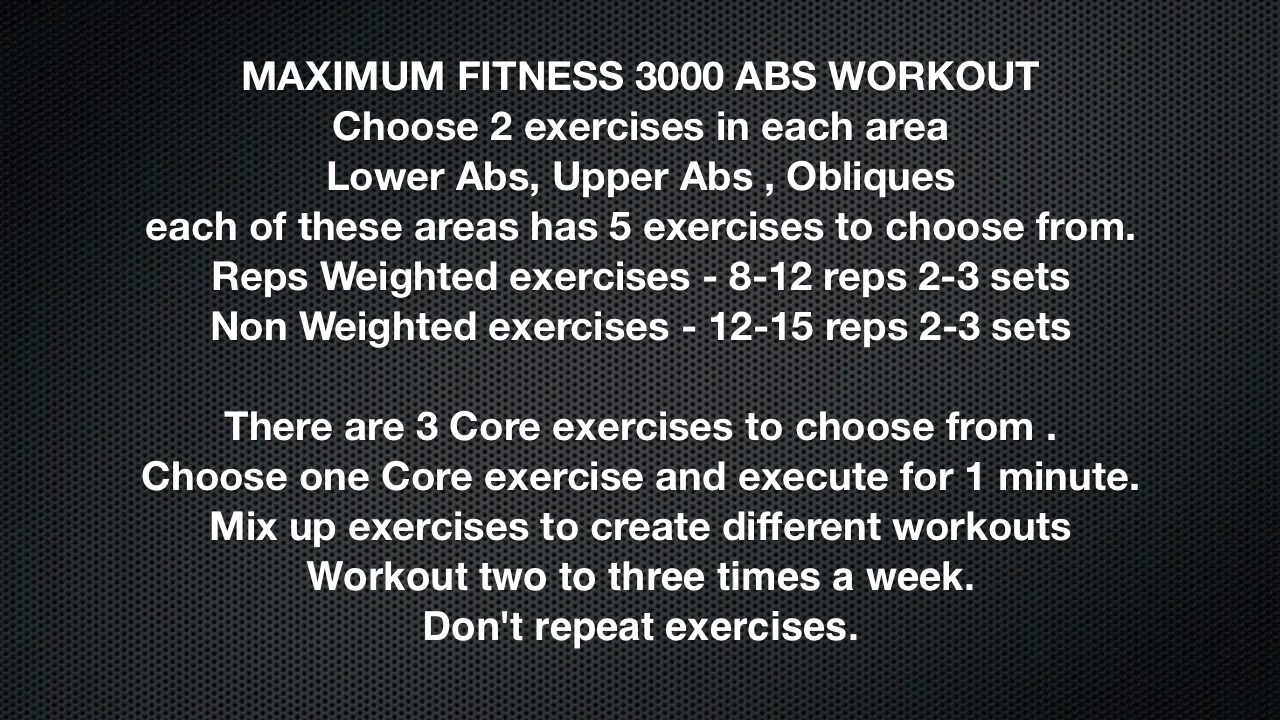 MAXIMUM FITNESS 3000 ABS WORKOUT
Choose 2 exercises in each area
Lower Abs, Upper Abs , Obliques
each of these areas has 5 exercises to choose from.
Reps Weighted exercises - 8-12 reps 2-3 sets
Non Weighted exercises - 12-15 reps 2-3 sets
There are 3 Core exercises to choose from .
Choose one Core exercise and execute for 1 minute.
Mix up exercises to create different workouts
Workout two to three times a week.
Don't repeat exercises.